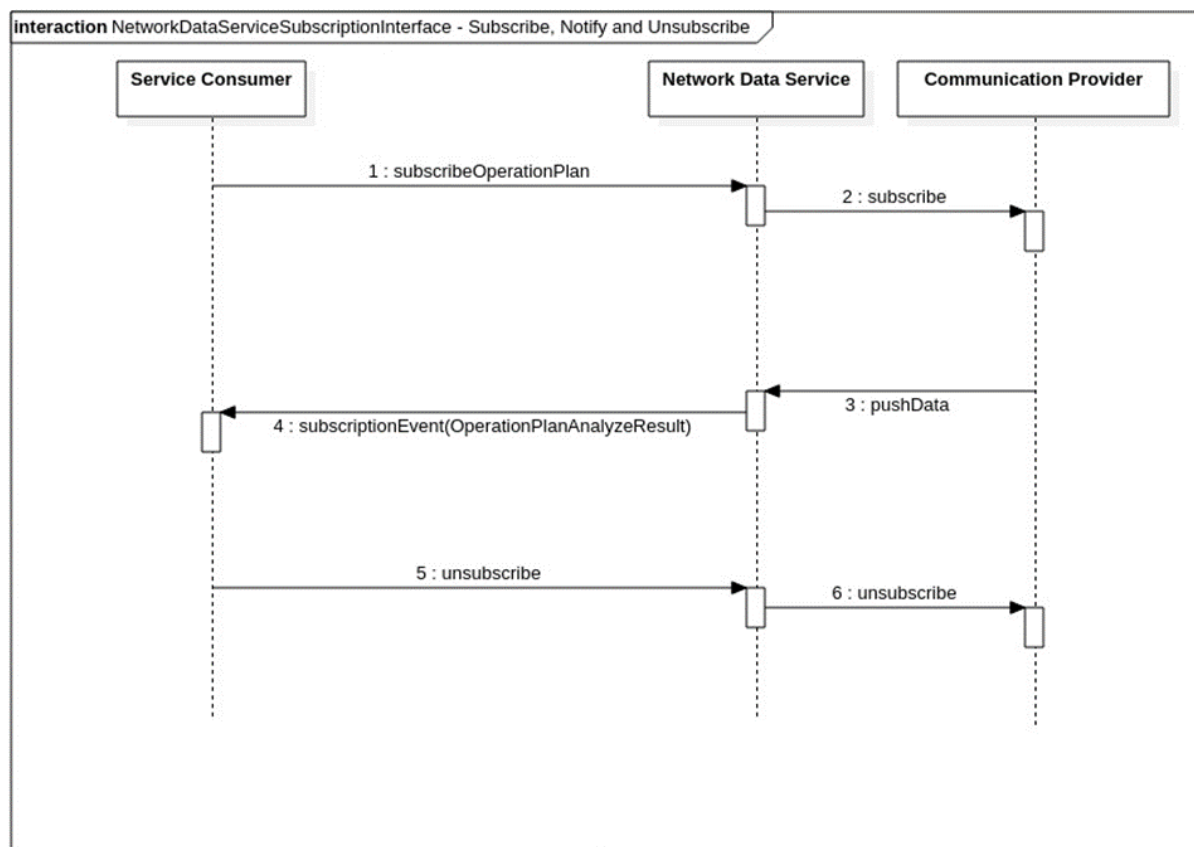 interaction NetworkDataServiceSubscriptionInterface - Subscribe, Notify and Unsubscribe
Service Consumer
Network Data Service
Communication Provider
1 : subscribeOperationPlan
2 : subscribe
3 : pushData
4 : subscriptionEvent(OperationPlanAnalyzeResult)
5 : unsubscribe
6 : unsubscribe